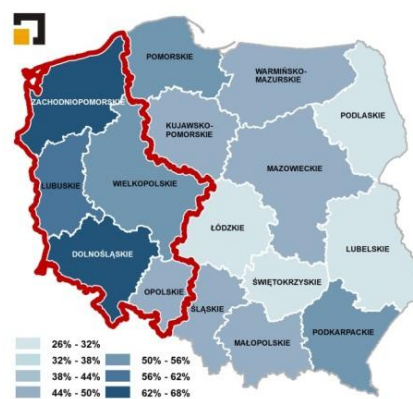 POMORSKIE
WARMIŃSKO-
MAZURSKIE
ZACHODNIOPOMORSKIE
PODLASKIE
KUJAWSKO-
POMORSKIE
MAZOWIECKIE
LUBUSKIE
WIELKOPOLSKIE
ŁÓDZKIE
DOLNOŚLĄSKIE
LUBELSKIE
OPOLSKIE
ŚWIĘTOKRZYSKIE
ŚLĄSKIE
PODKARPACKIE
MAŁOPOLSKIE
26% - 32%
32% - 38%
38% - 44%
44% - 50%
50% - 56%
56% - 62%
62% - 68%